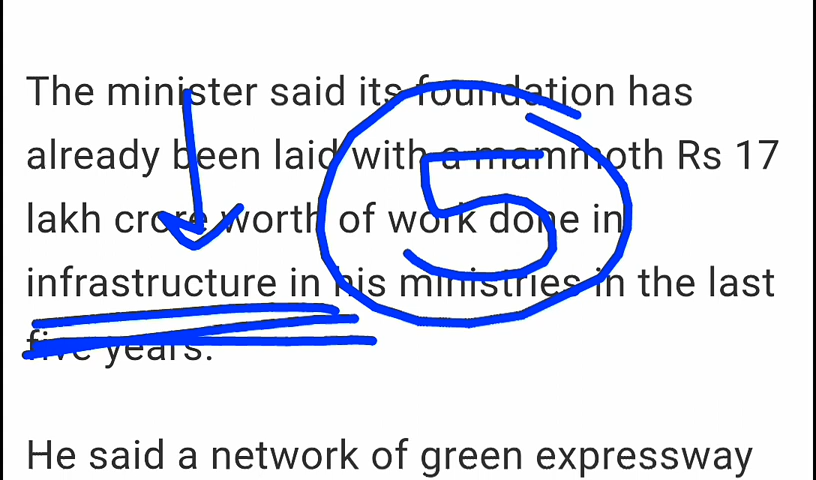 The minister said its foundation has
already been laid with a mammoth Rs 17
lakh crore worth of work done in
infrastructure in his ministries in the last
five years.
5
He said a network of green expressway